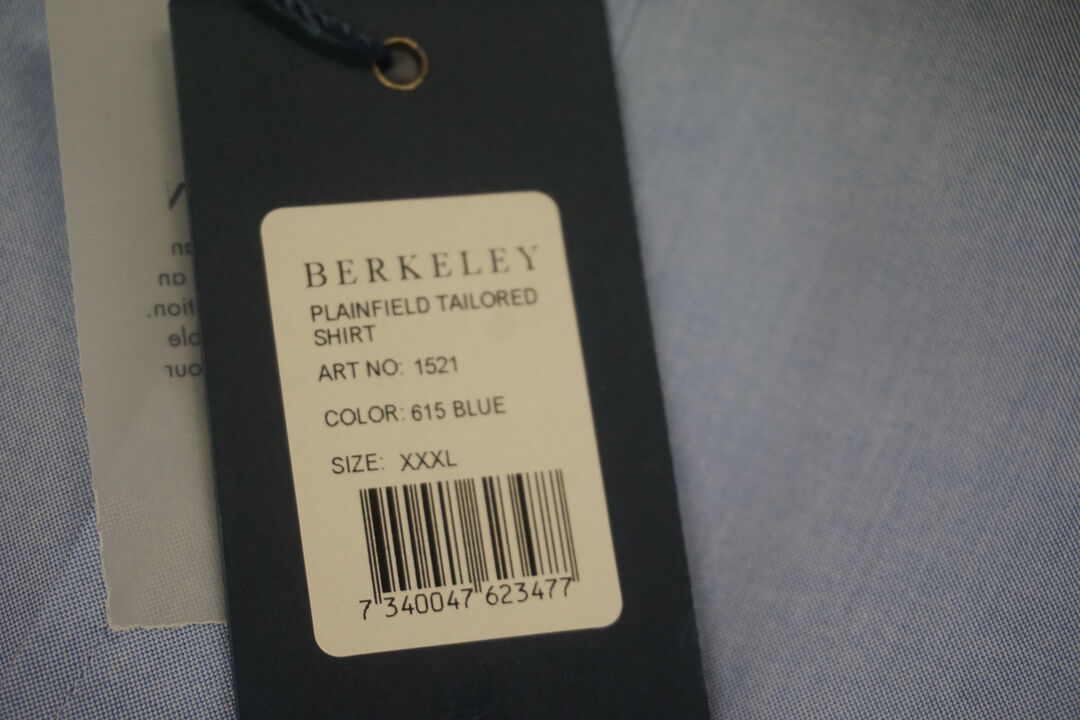 BERKELEY
PLAINFIELD TAILORED
SHIRT
ART NO: 1521
COLOR: 615 BLUE
SIZE: XXXL
7 340047 623477